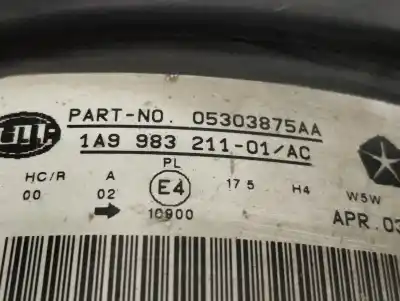 PART-NO. 05303875AA
1A9 983 211-01/AC
PL
HC/R A E4 17 5 H4 W5W
00 02 10900 APR.03